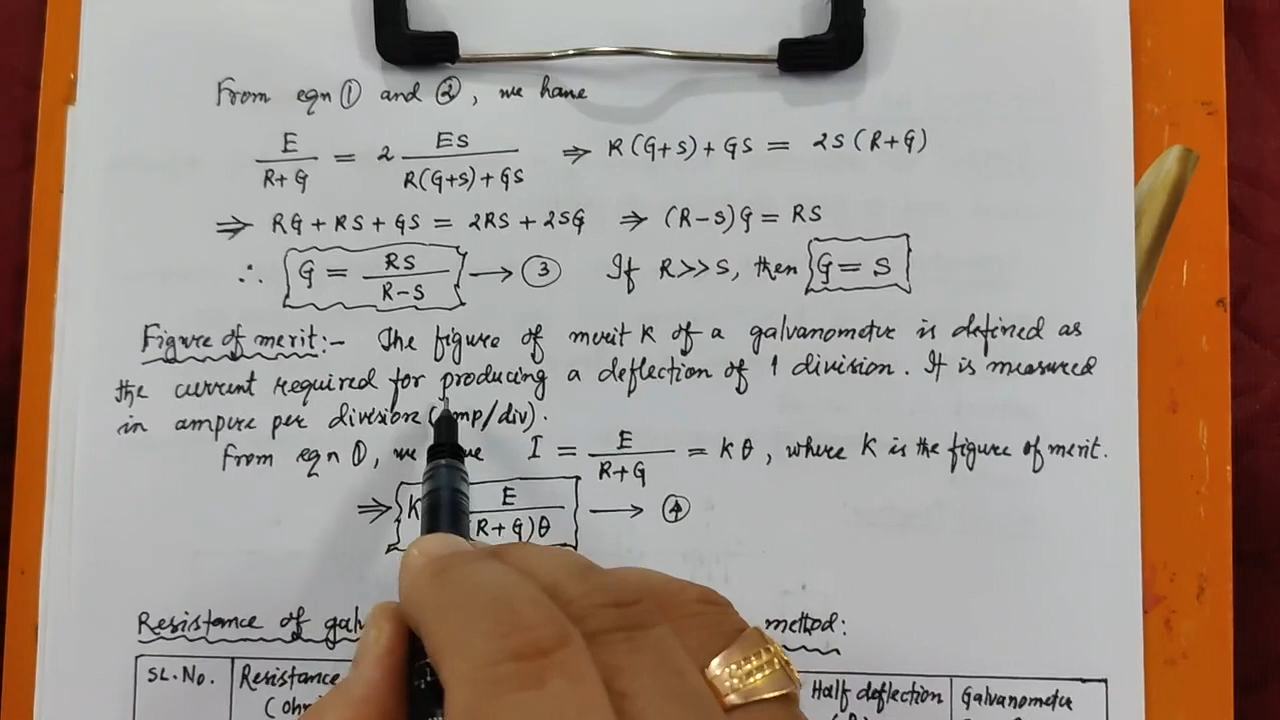 From eqn ① and ②, we have
E/(R+G) = 2 ES/(R(G+S)+GS) ⇒ R(G+S)+GS = 2S(R+G)
⇒ RG+RS+GS = 2RS+2SG ⇒ (R-S)G = RS
∴ G = RS/(R-S) → ③ If R>>S, then G = S
Figure of merit:- The figure of merit K of a galvanometer is defined as
the current required for producing a deflection of 1 division. It is measured
in ampere per division (amp/div).
From eqn ①, we I = E/(R+G) = Kθ, where K is the figure of merit.
⇒ K E/(R+G)θ → ④
Resistance of method:
SL.No. Resistance Half deflection Galvanometer
(ohm